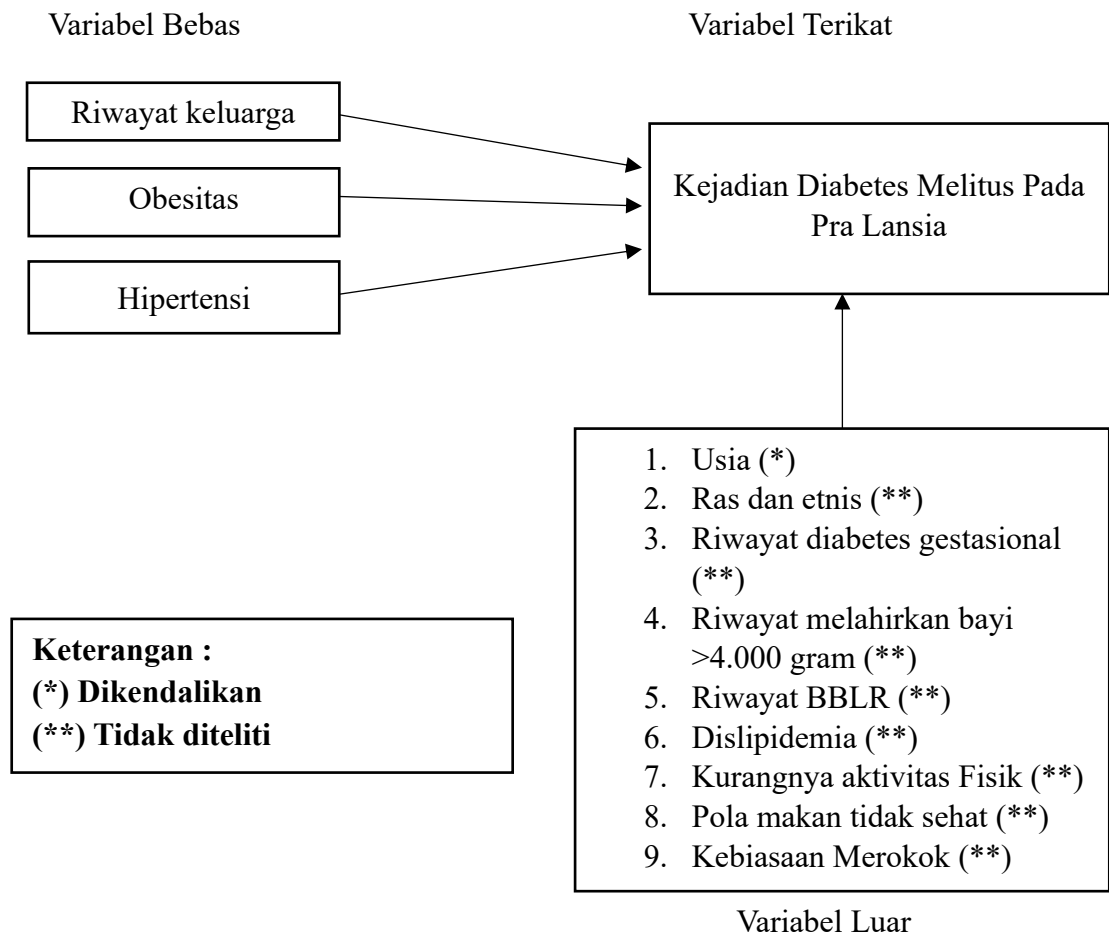 Variabel Bebas
Variabel Terikat
Riwayat keluarga
Obesitas
Hipertensi
Kejadian Diabetes Melitus Pada
Pra Lansia
1. Usia (*)
2. Ras dan etnis (**)
3. Riwayat diabetes gestasional
(**)
4. Riwayat melahirkan bayi
>4.000 gram (**)
5. Riwayat BBLR (**)
6. Dislipidemia (**)
7. Kurangnya aktivitas Fisik (**)
8. Pola makan tidak sehat (**)
9. Kebiasaan Merokok (**)
Keterangan :
(*) Dikendalikan
(**) Tidak diteliti
Variabel Luar